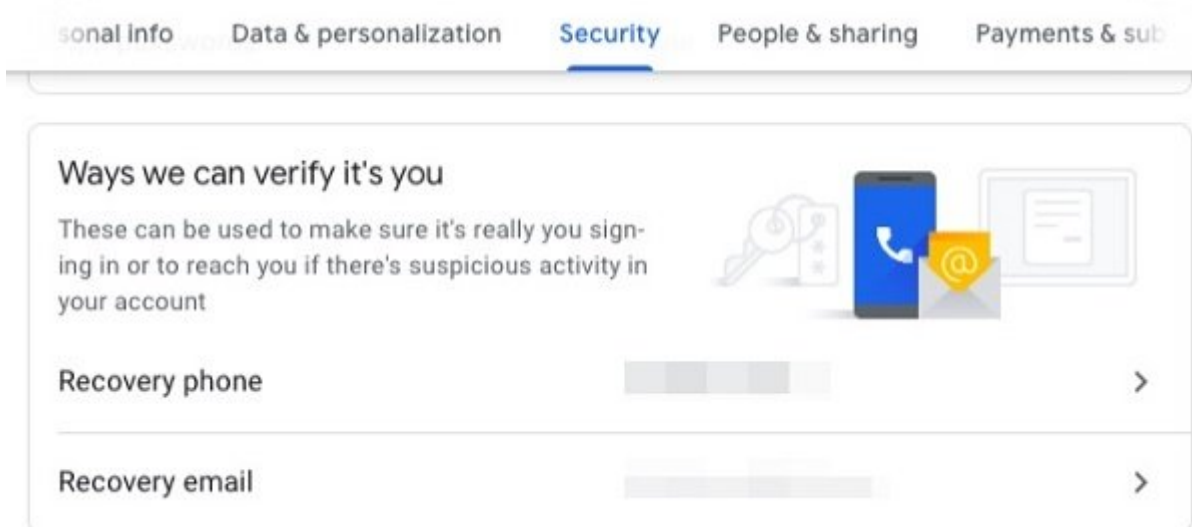 sonal info Data & personalization Security People & sharing Payments & sub
Ways we can verify it's you
These can be used to make sure it's really you sign-
ing in or to reach you if there's suspicious activity in
your account
Recovery phone
Recovery email